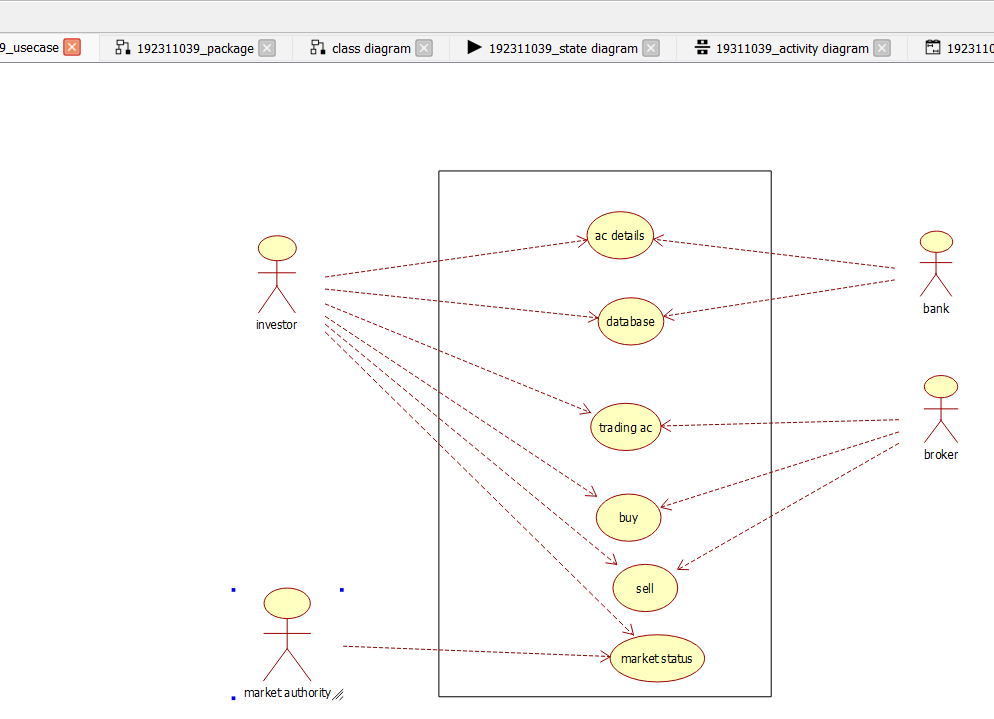 9_usecase 192311039_package class diagram 192311039_state diagram 19311039_activity diagram 1923110
ac details
investor
database
bank
trading ac
broker
buy
sell
market status
market authority